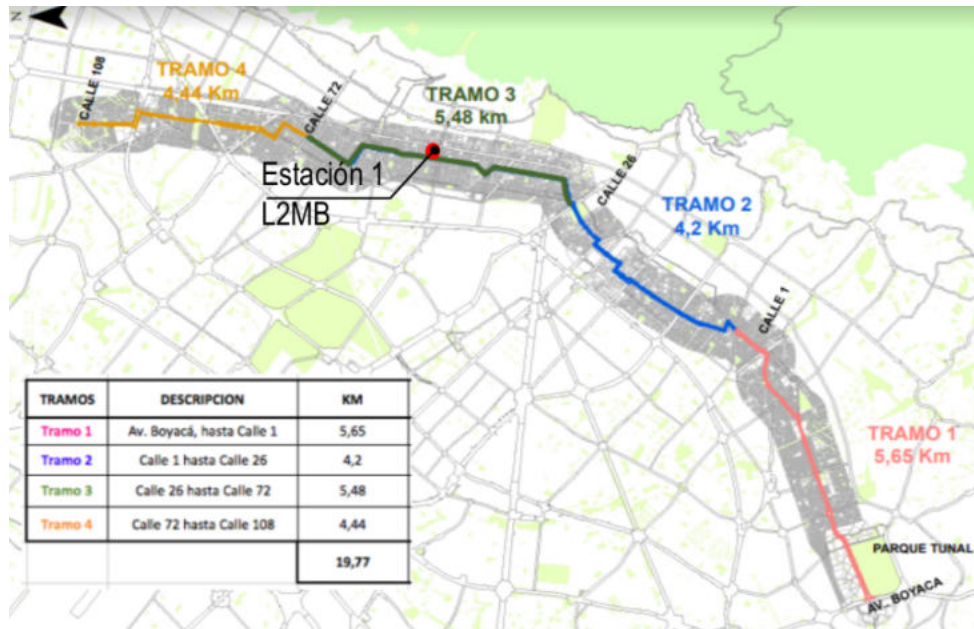 N
CALLE 108
TRAMO 4
4,44 Km
CALLE 72
TRAMO 3
5,48 km
Estación 1
L2MB
CALLE 26
TRAMO 2
4,2 Km
CALLE 1
TRAMO 1
5,65 Km
PARQUE TUNAL
AV.. BOYACA
TRAMOS DESCRIPCION KM
Tramo 1 Av. Boyacá, hasta Calle 1 5,65
Tramo 2 Calle 1 hasta Calle 26 4,2
Tramo 3 Calle 26 hasta Calle 72 5,48
Tramo 4 Calle 72 hasta Calle 108 4,44
19,77